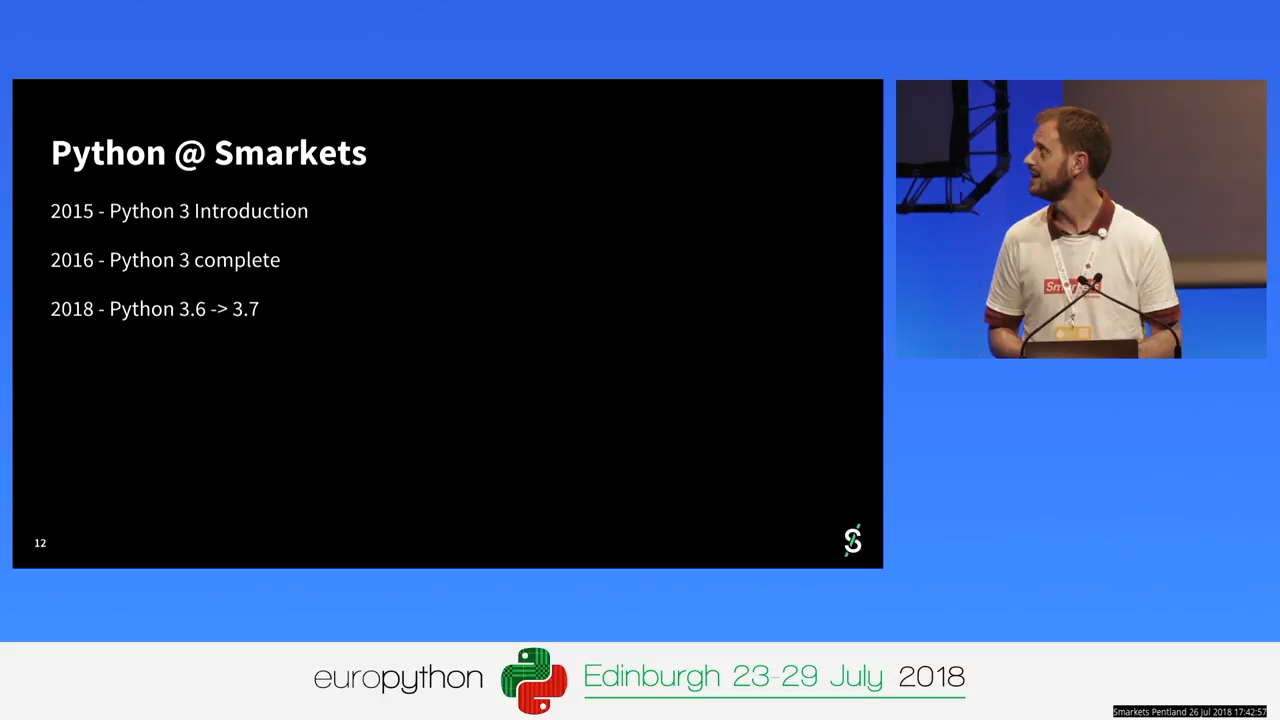 Python @ Smarkets
2015 - Python 3 Introduction
2016 - Python 3 complete
2018 - Python 3.6 -> 3.7
12
europython
Edinburgh 23-29 July 2018
Smarkets Pentland 26 Jul 2018 17:42:57